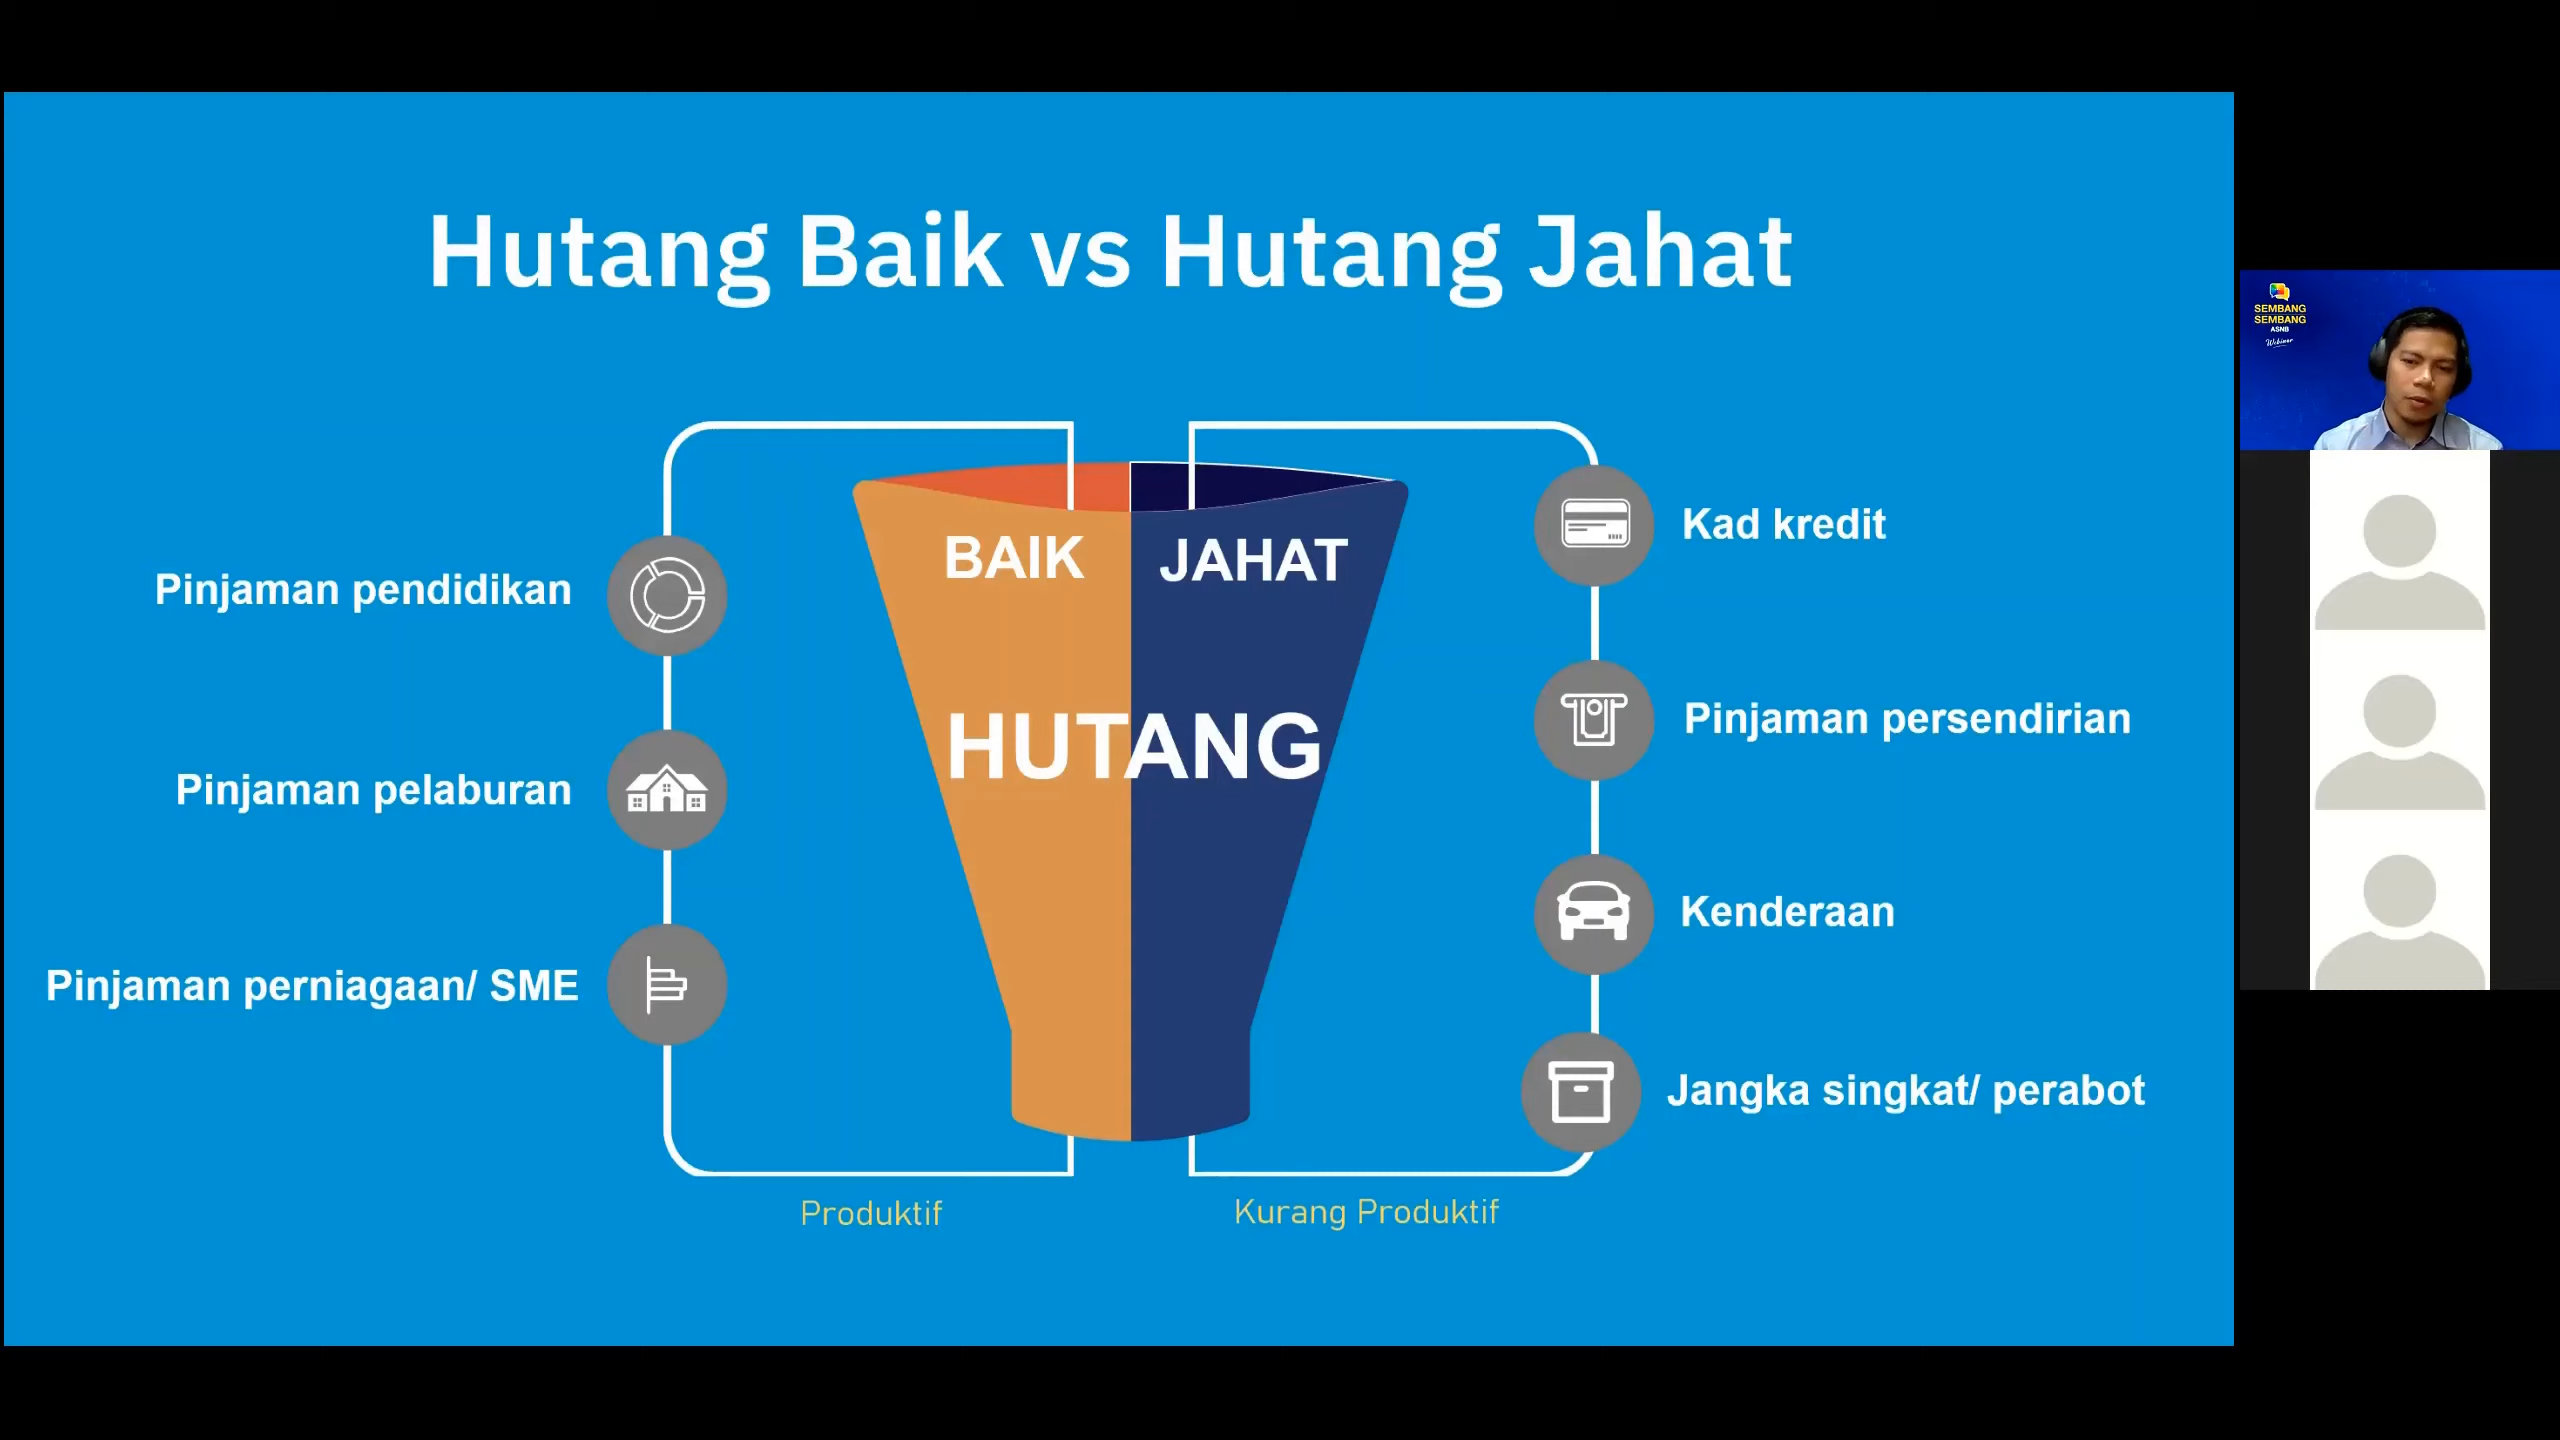 Hutang Baik vs Hutang Jahat
BAIK
JAHAT
HUTANG
Pinjaman pendidikan
Pinjaman pelaburan
Pinjaman perniagaan/ SME
Produktif
Kad kredit
Pinjaman persendirian
Kenderaan
Jangka singkat/ perabot
Kurang Produktif
SEMBANG
SEMBANG
ASNB
Webinar